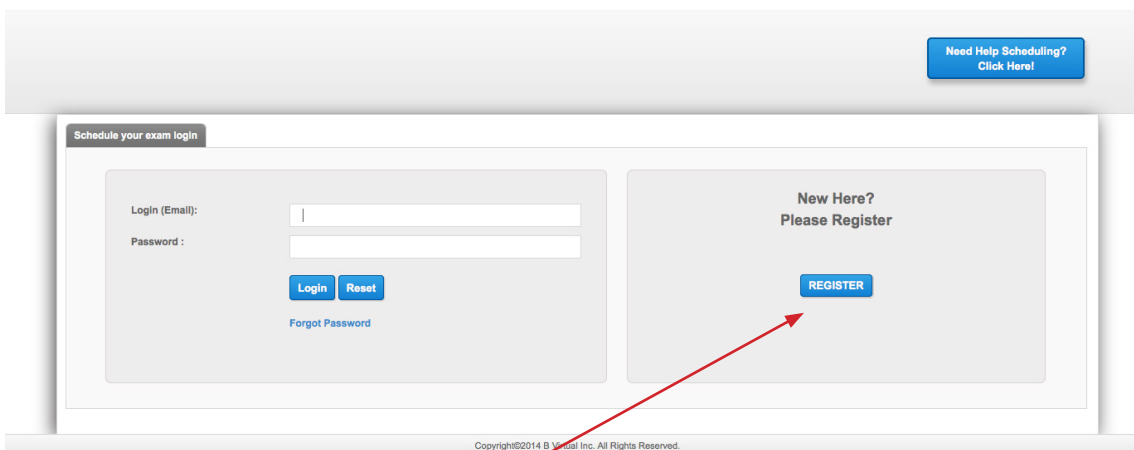 Need Help Scheduling?
Click Here!
Schedule your exam login
Login (Email):
Password :
Login Reset
Forgot Password
New Here?
Please Register
REGISTER
Copyright©2014 B Virtual Inc. All Rights Reserved.